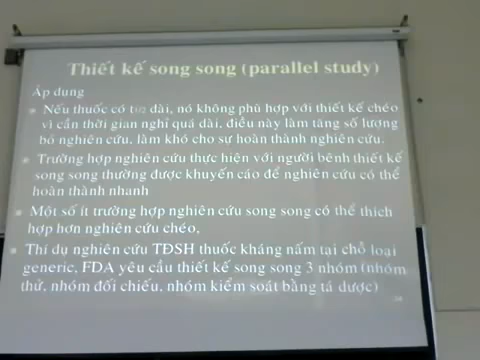 Thiết kế song song (parallel study)
Áp dụng
Nếu thuốc có t1/2 dài, nó không phù hợp với thiết kế chéo
vì cần thời gian nghỉ quá dài, điều này làm tăng số lượng
bỏ nghiên cứu, làm khó cho sự hoàn thành nghiên cứu.
Trường hợp nghiên cứu thực hiện với người bệnh thiết kế
song song thường được khuyến cáo để nghiên cứu có thể
hoàn thành nhanh
Một số ít trường hợp nghiên cứu song song có thể thích
hợp hơn nghiên cứu chéo,
Thí dụ nghiên cứu TĐSH thuốc kháng nấm tại chỗ loại
generic, FDA yêu cầu thiết kế song song 3 nhóm (nhóm
thử, nhóm đối chiếu, nhóm kiểm soát bằng tá dược)